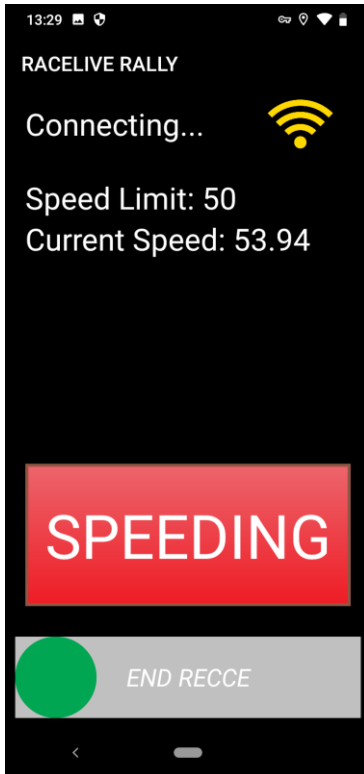 13:29
RACELIVE RALLY
Connecting...
Speed Limit: 50
Current Speed: 53.94
SPEEDING
END RECCE